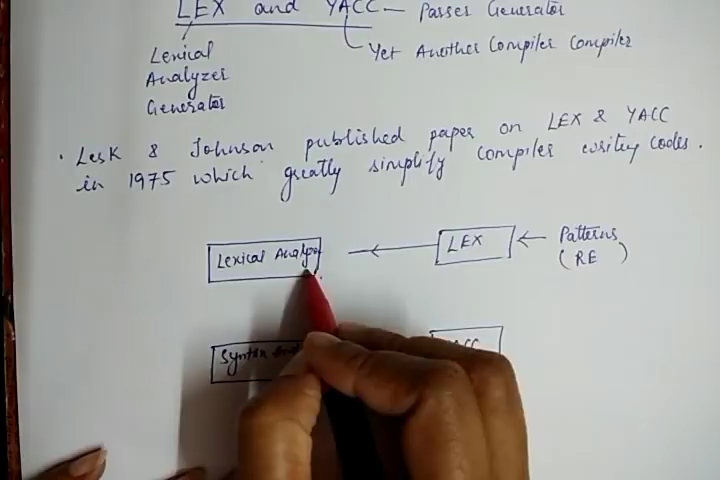 LEX and YACC — Parser Generator
Lexical
Analyzer
Generator
Yet Another Compiler Compiler
. Lesk & Johnson published paper on LEX & YACC
in 1975 which greatly simplify compiler writing codes.
Lexical Analyzer
LEX
Patterns
(RE)
Syntax